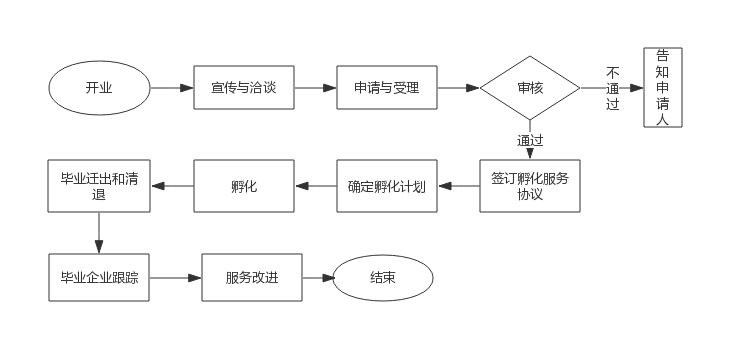 开业
宣传与洽谈
申请与受理
审核
不
通
过
告
知
申
请
人
通过
签订孵化服务
协议
确定孵化计划
孵化
毕业迁出和清
退
毕业企业跟踪
服务改进
结束